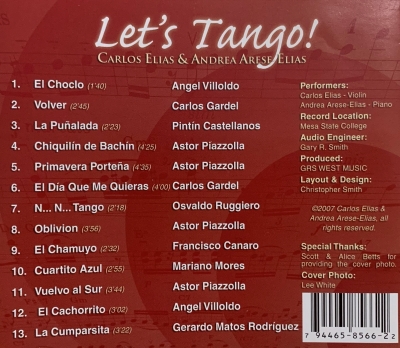 Let's Tango!
CARLOS ELIAS & ANDREA ARESE-ELIAS
1. El Choclo (1'40) Angel Villoldo
2. Volver (2'45) Carlos Gardel
3. La Puñalada (2'23) Pintín Castellanos
4. Chiquilín de Bachín (4'25) Astor Piazzolla
5. Primavera Porteña (4'35) Astor Piazzolla
6. El Día Que Me Quieras (4'00) Carlos Gardel
7. N... N... Tango (2'18) Osvaldo Ruggiero
8. Oblivion (3'56) Astor Piazzolla
9. El Chamuyo (2'32) Francisco Canaro
10. Cuartito Azul (2'55) Mariano Mores
11. Vuelvo al Sur (3'44) Astor Piazzolla
12. El Cachorrito (3'02) Angel Villoldo
13. La Cumparsita (3'22) Gerardo Matos Rodríguez
Performers:
Carlos Elias - Violin
Andrea Arese-Elias - Piano
Record Location:
Mesa State College
Audio Engineer:
Gary R. Smith
Produced:
GRS WEST MUSIC
Layout & Design:
Christopher Smith
©2007 Carlos Elias &
Andrea Arese-Elias, all
rights reserved.
Special Thanks:
Scott & Alice Betts for
providing the cover photo.
Cover Photo:
Lee White
7 94465-8566-2 2